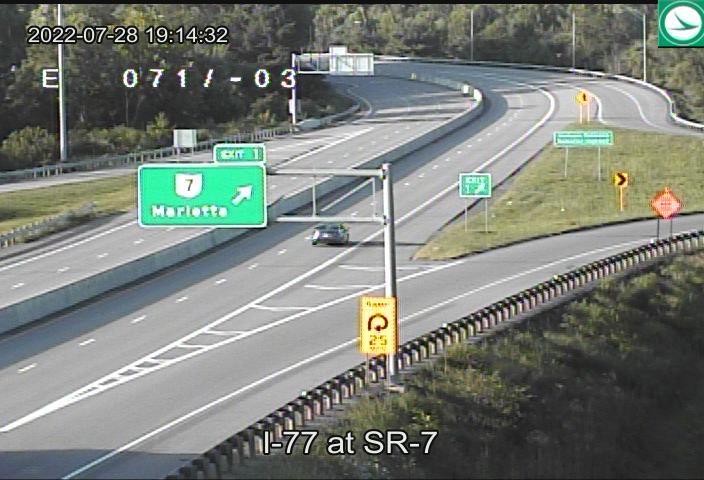 2022-07-28 19:14:32
E 071/-03
EXIT 1
7
Marietta
EXIT
1
25
I-77 at SR-7